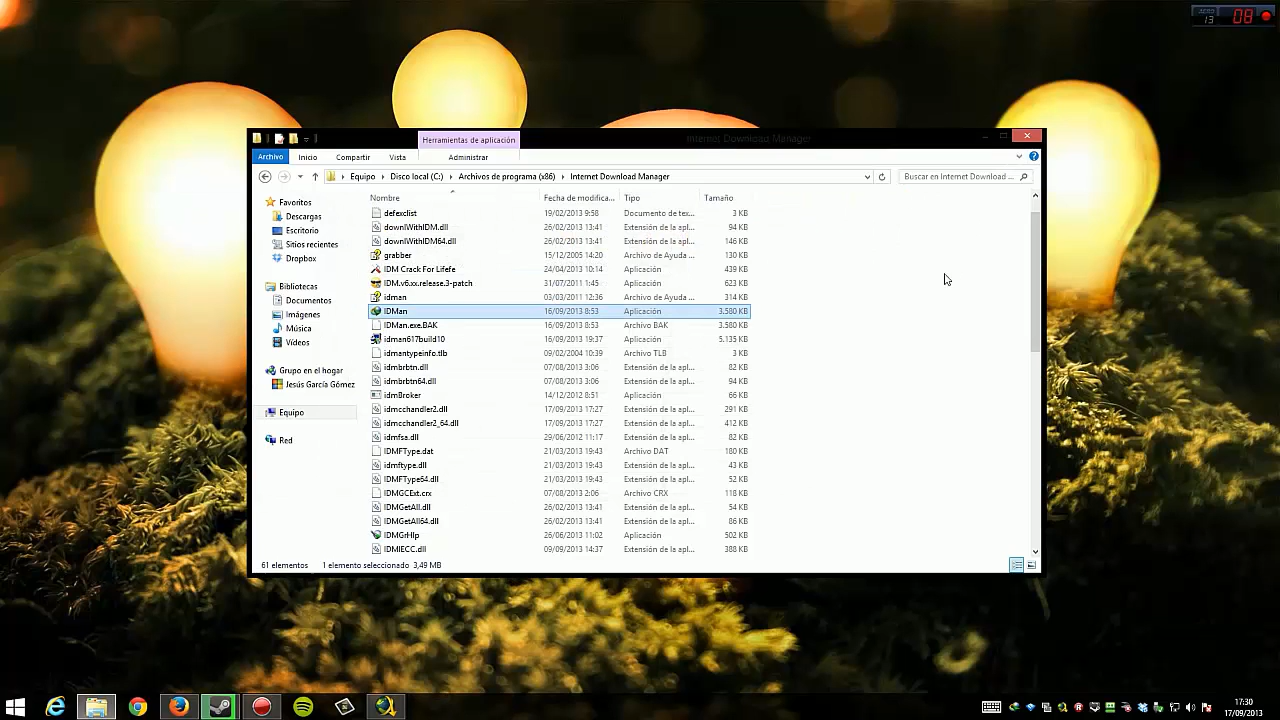 AERO
13
08
Herramientas de aplicación
Internet Download Manager
Archivo Inicio Compartir Vista Administrar
Equipo Disco local (C:) Archivos de programa (x86) Internet Download Manager
Buscar en Internet Download ...
Favoritos
Descargas
Escritorio
Sitios recientes
Dropbox
Bibliotecas
Documentos
Imágenes
Música
Vídeos
Grupo en el hogar
Jesús García Gómez
Equipo
Red
Nombre Fecha de modifica... Tipo Tamaño
defexclist 19/02/2013 9:58 Documento de tex... 3 KB
downlWithIDM.dll 26/02/2013 13:41 Extensión de la apl... 94 KB
downlWithIDM64.dll 26/02/2013 13:41 Extensión de la apl... 146 KB
grabber 15/12/2005 14:20 Archivo de Ayuda ... 130 KB
IDM Crack For Lifefe 24/04/2013 10:14 Aplicación 439 KB
IDM.v6.xx.release.3-patch 31/07/2011 1:45 Aplicación 623 KB
idman 05/03/2011 12:36 Archivo de Ayuda ... 314 KB
IDMan 16/09/2013 8:53 Aplicación 3.580 KB
IDMan.exe.BAK 16/09/2013 8:53 Archivo BAK 3.580 KB
idman617build10 16/09/2013 19:37 Aplicación 5.135 KB
idmantypeinfo.tlb 09/02/2004 10:39 Archivo TLB 3 KB
idmbrbtn.dll 07/08/2013 3:06 Extensión de la apl... 82 KB
idmbrbtn64.dll 07/08/2013 3:06 Extensión de la apl... 94 KB
idmBroker 14/12/2012 8:51 Aplicación 66 KB
idmcchandler2.dll 17/09/2013 17:27 Extensión de la apl... 291 KB
idmcchandler2_64.dll 17/09/2013 17:27 Extensión de la apl... 412 KB
idmfsa.dll 29/06/2012 11:17 Extensión de la apl... 82 KB
IDMFType.dat 21/03/2013 19:43 Archivo DAT 180 KB
idmftype.dll 21/03/2013 19:43 Extensión de la apl... 43 KB
IDMFType64.dll 21/03/2013 19:43 Extensión de la apl... 52 KB
IDMGCExt.crx 07/08/2013 2:06 Archivo CRX 118 KB
IDMGetAll.dll 26/02/2013 13:41 Extensión de la apl... 54 KB
IDMGetAll64.dll 26/02/2013 13:41 Extensión de la apl... 86 KB
IDMGrHlp 26/06/2013 11:02 Aplicación 502 KB
IDMIECC.dll 09/09/2013 14:37 Extensión de la apl... 388 KB
61 elementos 1 elemento seleccionado 3,49 MB
17:30
17/09/2013